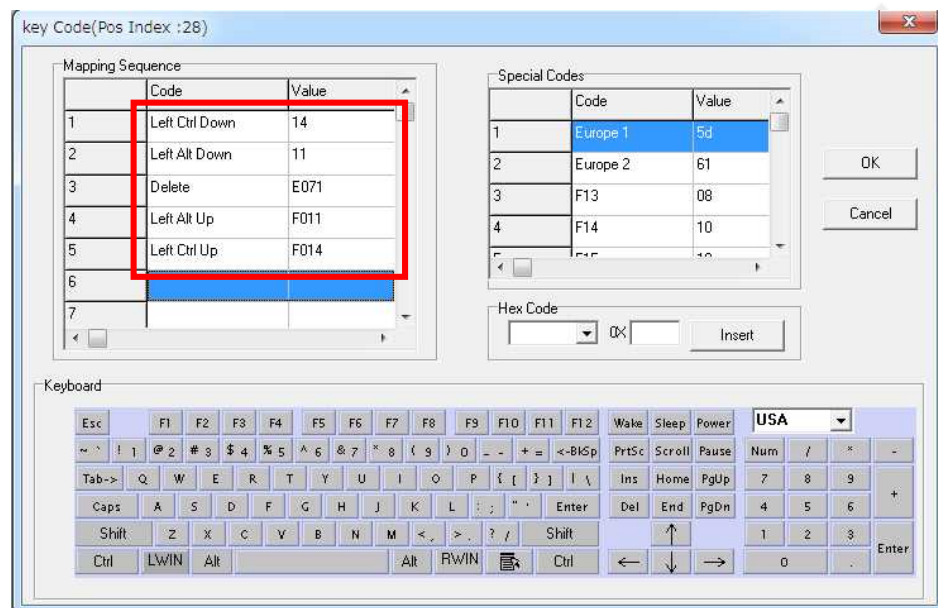 key Code(Pos Index :28)
Mapping Sequence
Code Value
1 Left Ctrl Down 14
2 Left Alt Down 11
3 Delete E071
4 Left Alt Up F011
5 Left Ctrl Up F014
6
7
Special Codes
Code Value
1 Europe 1 5d
2 Europe 2 61
3 F13 08
4 F14 10
OK
Cancel
Hex Code
0X Insert
Keyboard
Esc F1 F2 F3 F4 F5 F6 F7 F8 F9 F10 F11 F12 Wake Sleep Power USA
~ ` ! 1 @ 2 # 3 $ 4 % 5 ^ 6 & 7 * 8 ( 9 ) 0 _ - + = <-BkSp PrtSc Scroll Pause Num / * -
Tab-> Q W E R T Y U I O P { [ } ] | \ Ins Home PgUp 7 8 9 +
Caps A S D F G H J K L : ; " ' Enter Del End PgDn 4 5 6
Shift Z X C V B N M < , > . ? / Shift ↑ 1 2 3 Enter
Ctrl LWIN Alt Alt RWIN Ctrl ← ↓ → 0 .